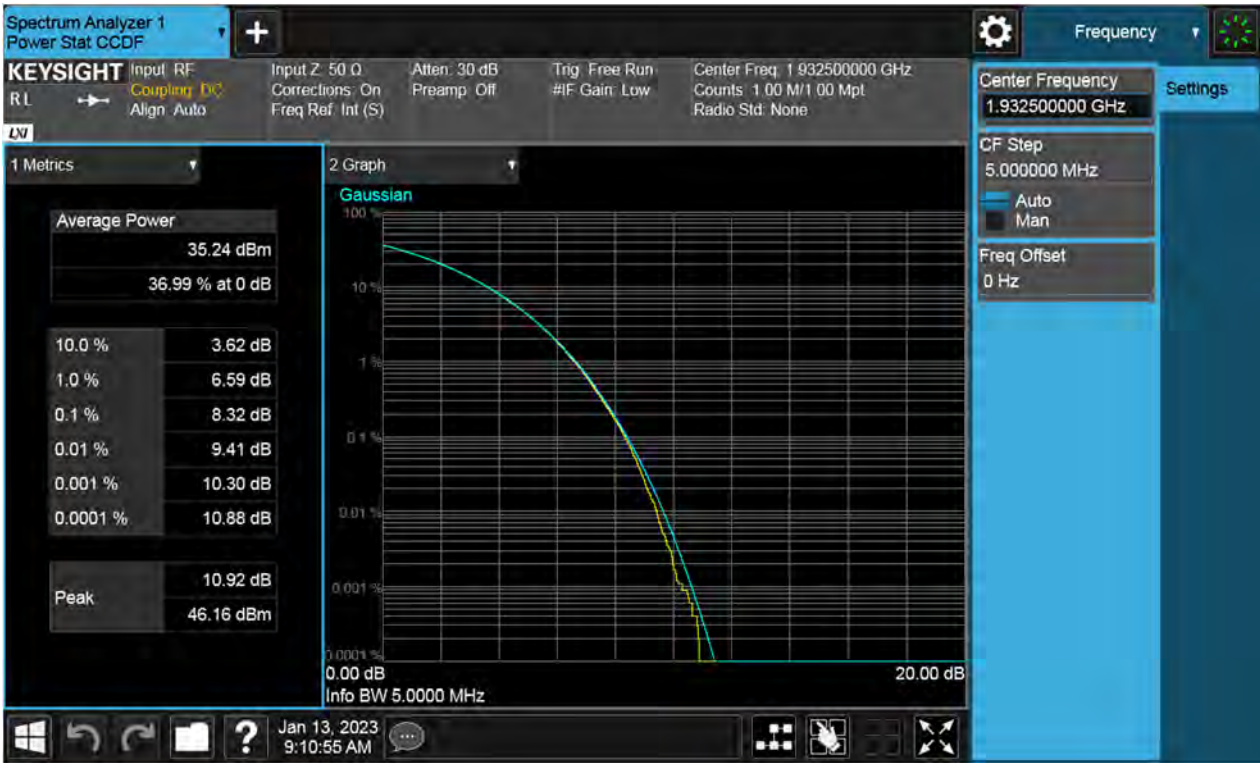 Spectrum Analyzer 1
Power Stat CCDF
+
Frequency
KEYSIGHT
RL
LXI
Input: RF
Coupling: DC
Align: Auto
Input Z: 50 Ω
Corrections: On
Freq Ref: Int (S)
Atten: 30 dB
Preamp: Off
Trig: Free Run
#IF Gain: Low
Center Freq: 1.932500000 GHz
Counts: 1.00 M/1.00 Mpt
Radio Std: None
Center Frequency
1.932500000 GHz
Settings
CF Step
5.000000 MHz
Auto
Man
Freq Offset
0 Hz
1 Metrics
Average Power
35.24 dBm
36.99 % at 0 dB
10.0 % 3.62 dB
1.0 % 6.59 dB
0.1 % 8.32 dB
0.01 % 9.41 dB
0.001 % 10.30 dB
0.0001 % 10.88 dB
Peak
10.92 dB
46.16 dBm
2 Graph
Gaussian
100 %
10 %
1 %
0.1 %
0.01 %
0.001 %
0.0001 %
0.00 dB
20.00 dB
Info BW 5.0000 MHz
?
Jan 13, 2023
9:10:55 AM